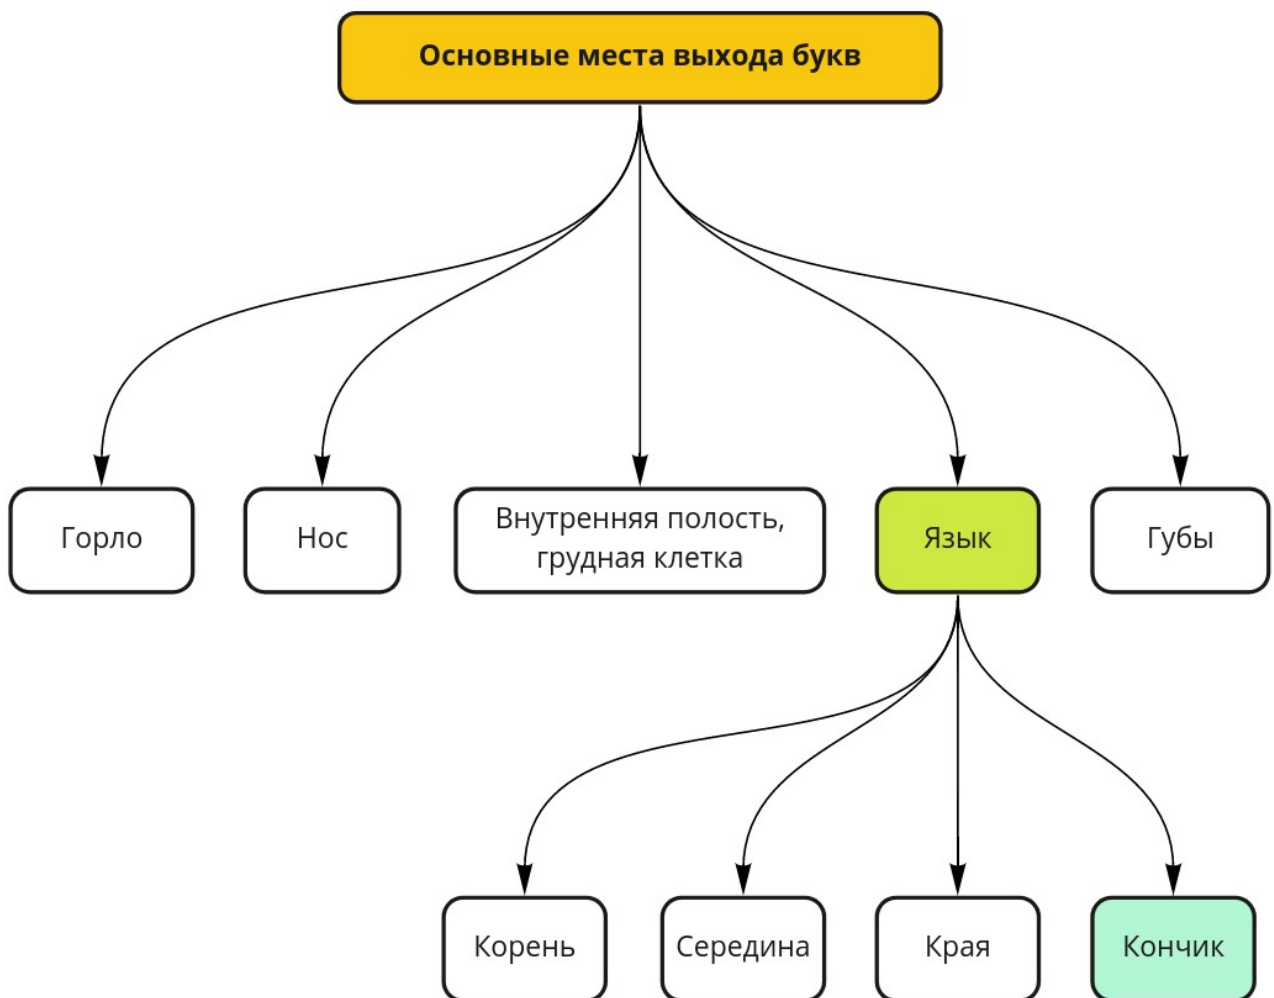 Основные места выхода букв
Горло
Нос
Внутренняя полость,
грудная клетка
Язык
Губы
Корень
Середина
Края
Кончик